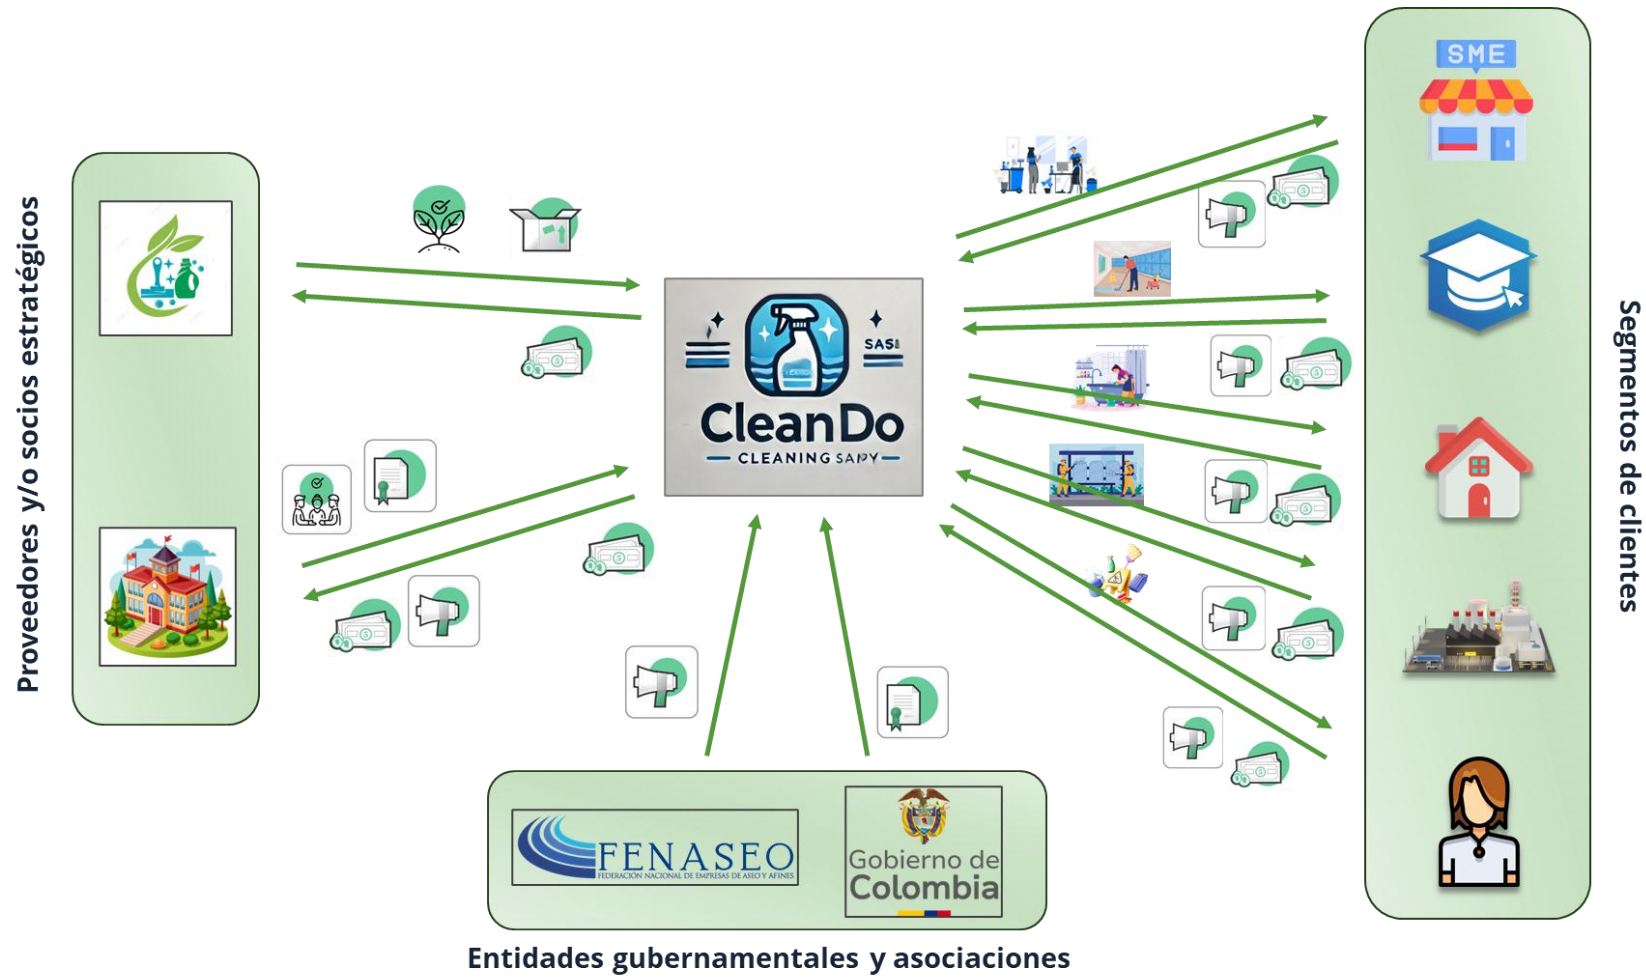 SME
Proveedores y/o socios estratégicos
SAS
CleanDo
CLEANING SAPY
Segmentos de clientes
FENASEO
FEDERACIÓN NACIONAL DE EMPRESAS DE ASEO Y AFINES
Gobierno de
Colombia
Entidades gubernamentales y asociaciones